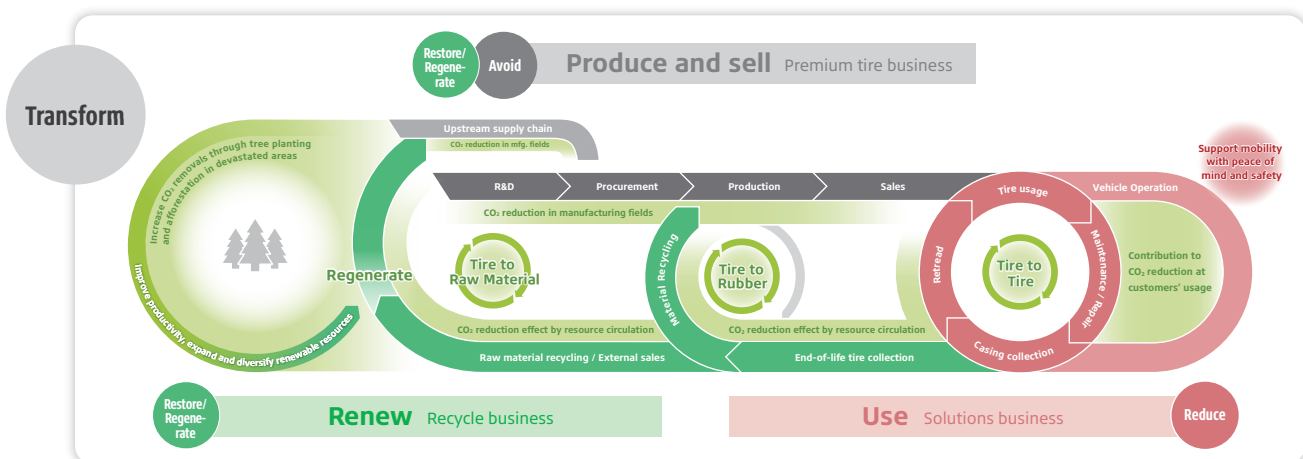 Transform
Restore/
Regene-
rate
Avoid
Produce and sell Premium tire business
Upstream supply chain
CO₂ reduction in mfg. fields
Increase CO₂ removals through tree planting
and afforestation in devastated areas
Improve productivity, expand and diversify renewable resources
Regenerate
R&D
Procurement
Production
Sales
CO₂ reduction in manufacturing fields
Tire to
Raw Material
Material Recycling
Tire to
Rubber
CO₂ reduction effect by resource circulation
CO₂ reduction effect by resource circulation
Raw material recycling / External sales
End-of-life tire collection
Tire usage
Retread
Maintenance / Repair
Casing collection
Tire to
Tire
Vehicle Operation
Support mobility
with peace of
mind and safety
Contribution to
CO₂ reduction at
customers' usage
Restore/
Regene-
rate
Renew Recycle business
Use Solutions business
Reduce